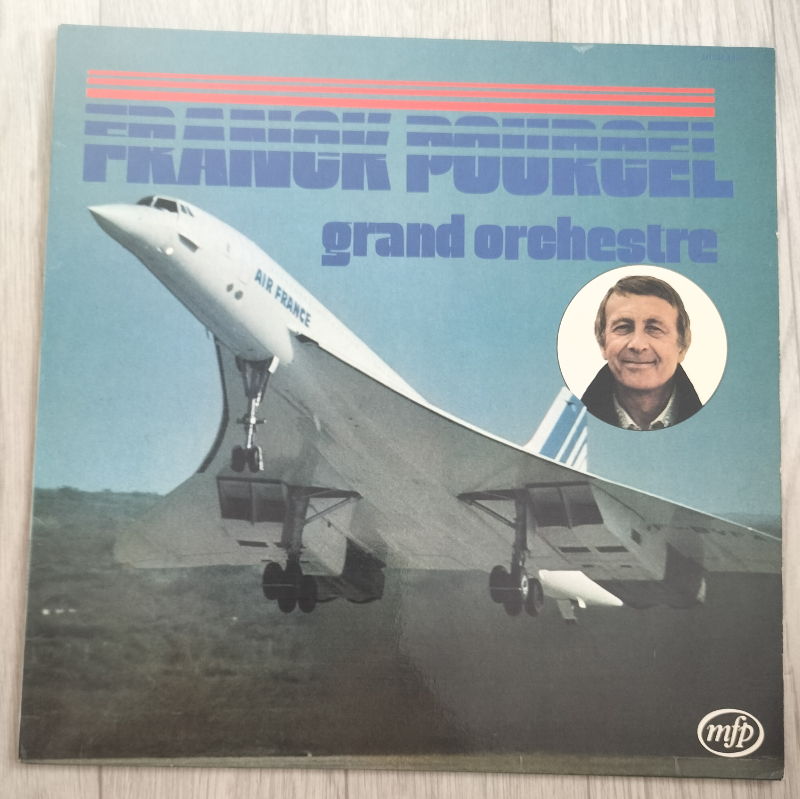 FRANCK POURCEL
grand orchestre
AIR FRANCE
mfp